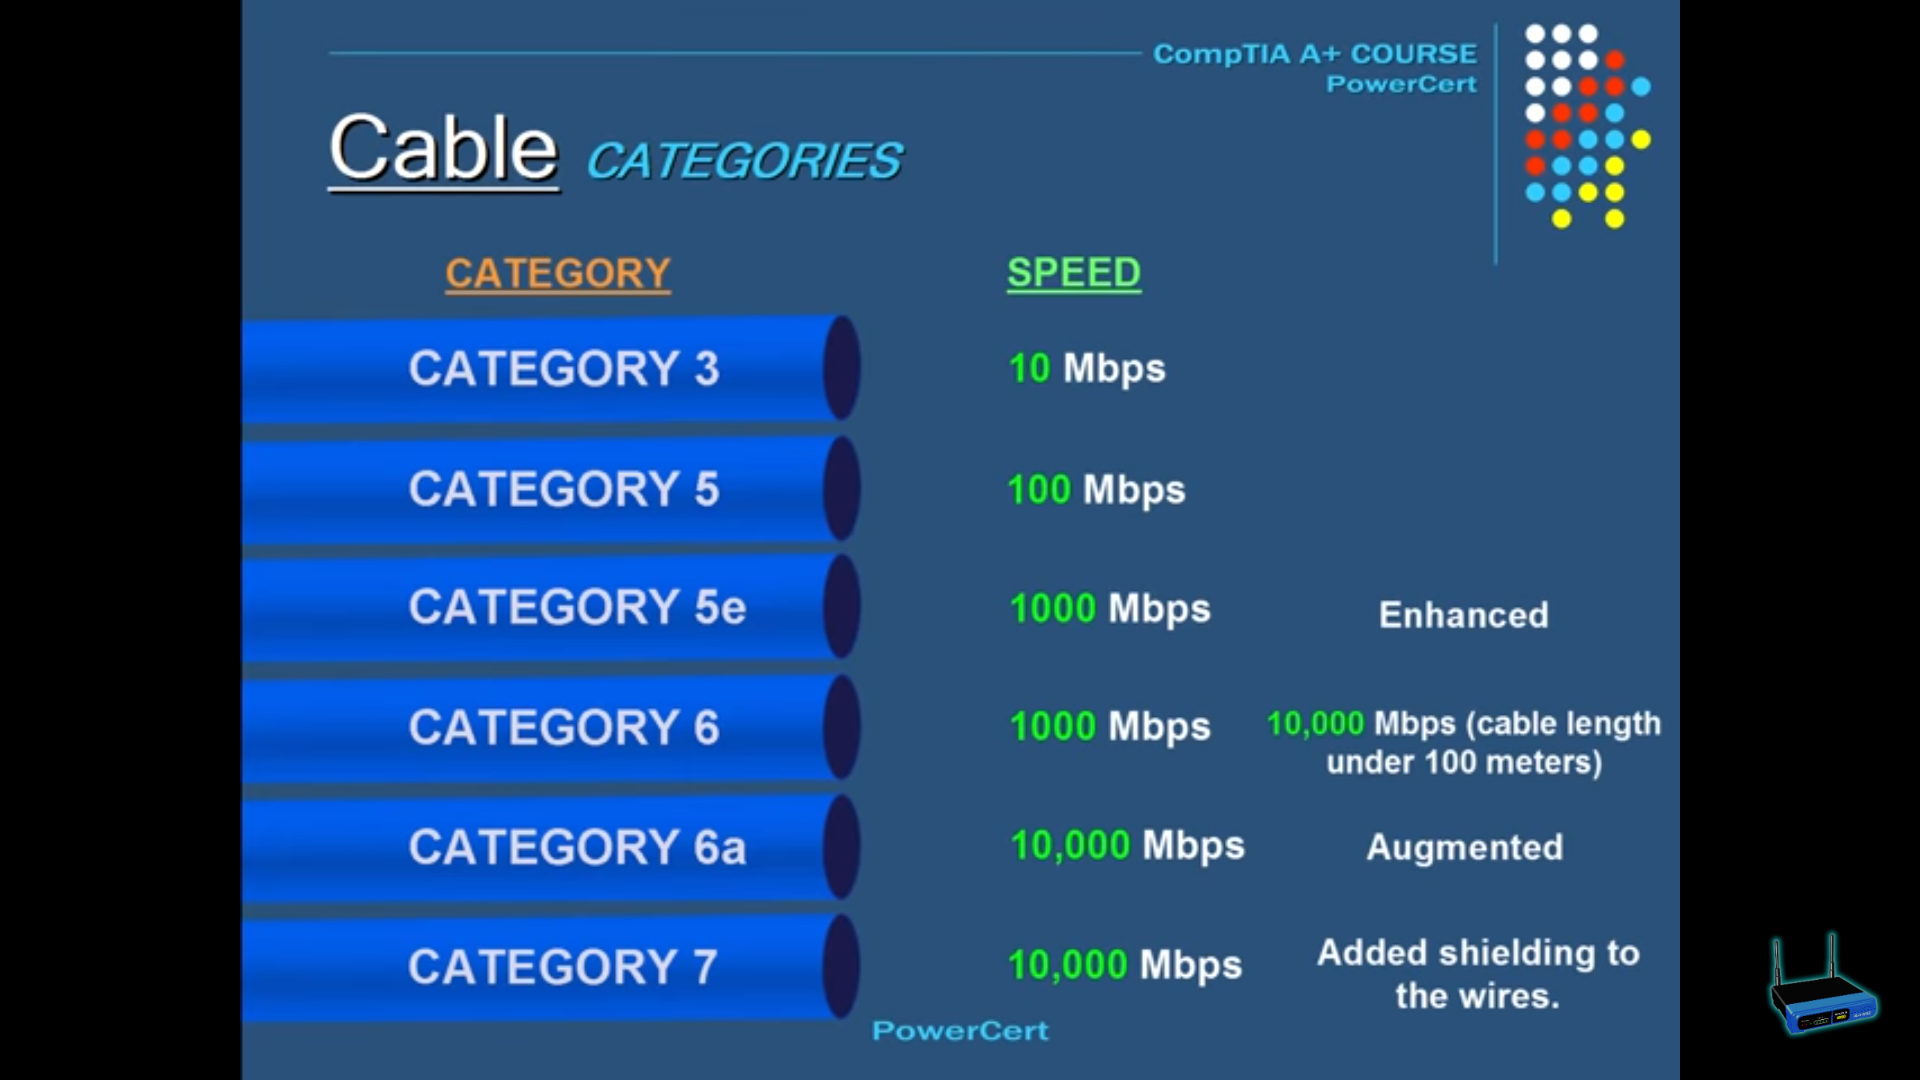 CompTIA A+ COURSE
PowerCert
Cable CATEGORIES
CATEGORY SPEED
CATEGORY 3 10 Mbps
CATEGORY 5 100 Mbps
CATEGORY 5e 1000 Mbps Enhanced
CATEGORY 6 1000 Mbps 10,000 Mbps (cable length
under 100 meters)
CATEGORY 6a 10,000 Mbps Augmented
CATEGORY 7 10,000 Mbps Added shielding to
the wires.
PowerCert